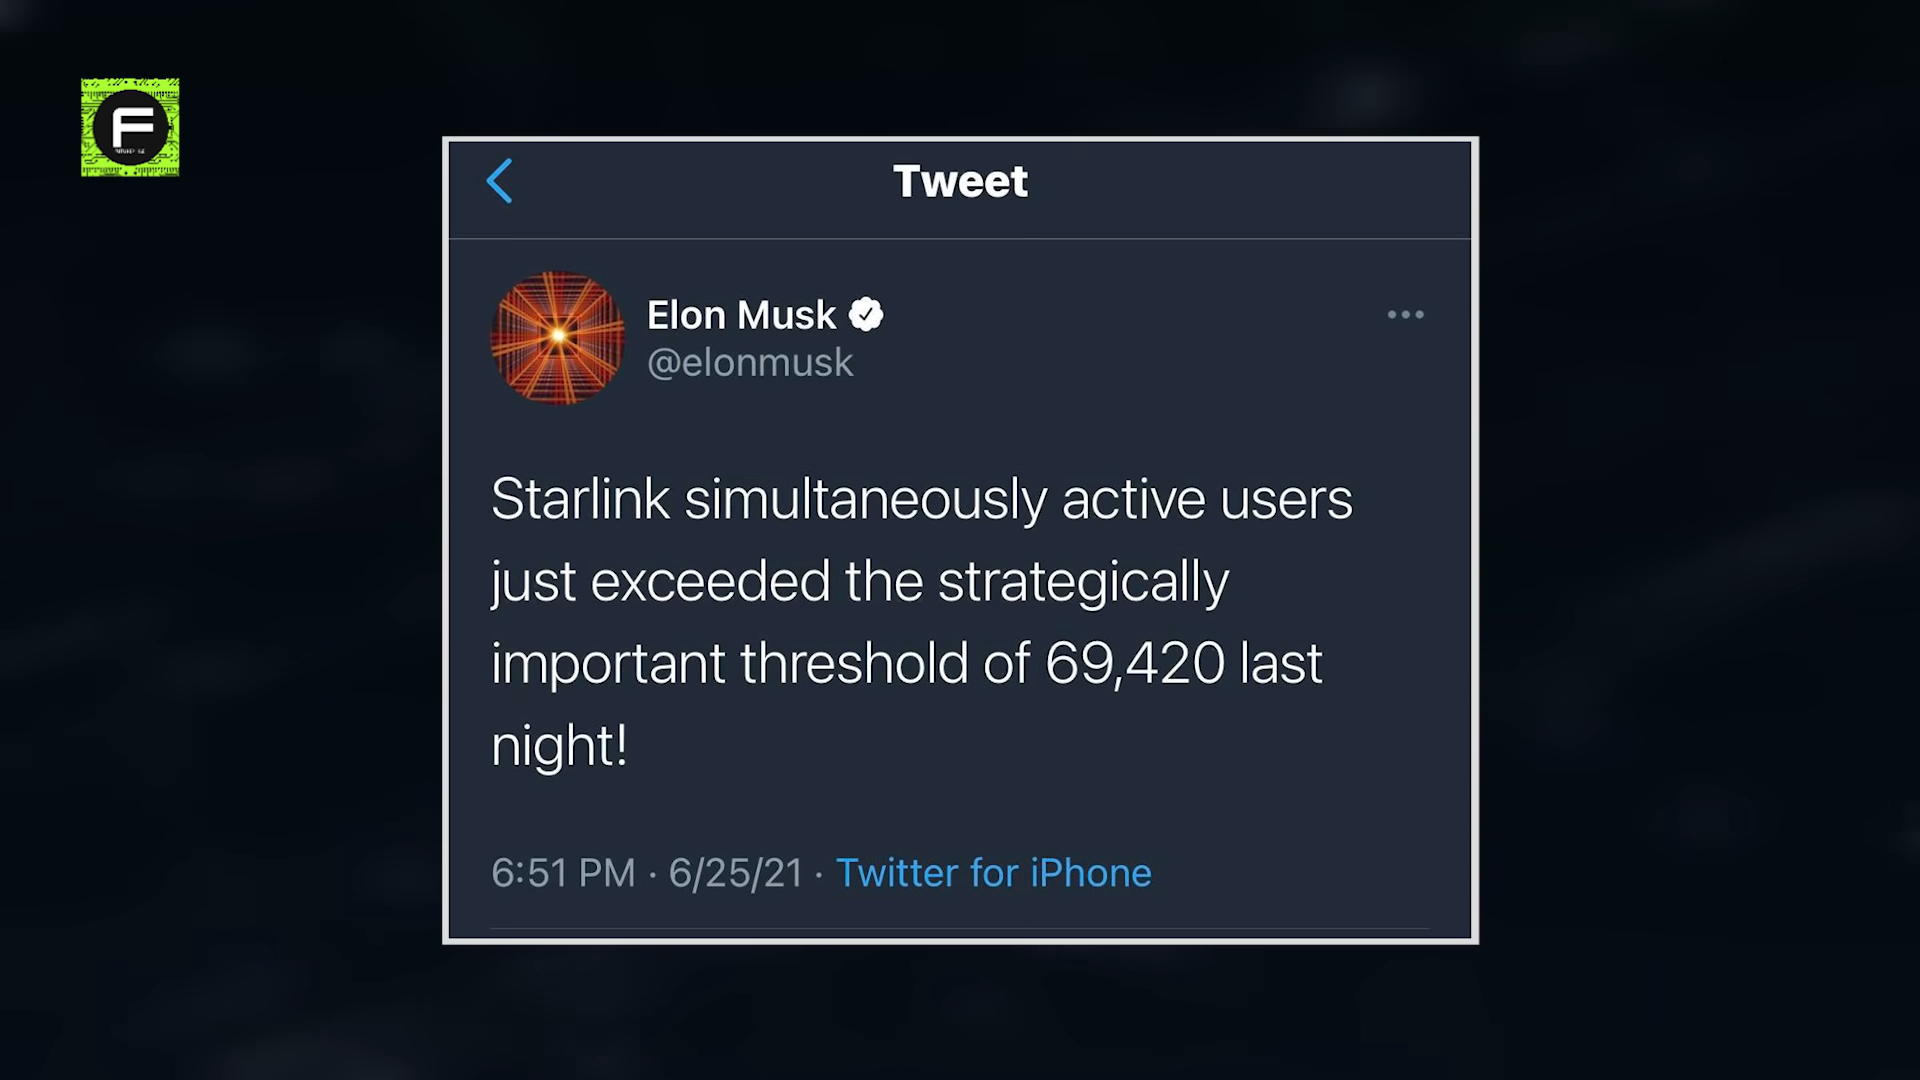 F
Tweet
Elon Musk
@elonmusk
Starlink simultaneously active users
just exceeded the strategically
important threshold of 69,420 last
night!
6:51 PM · 6/25/21 · Twitter for iPhone